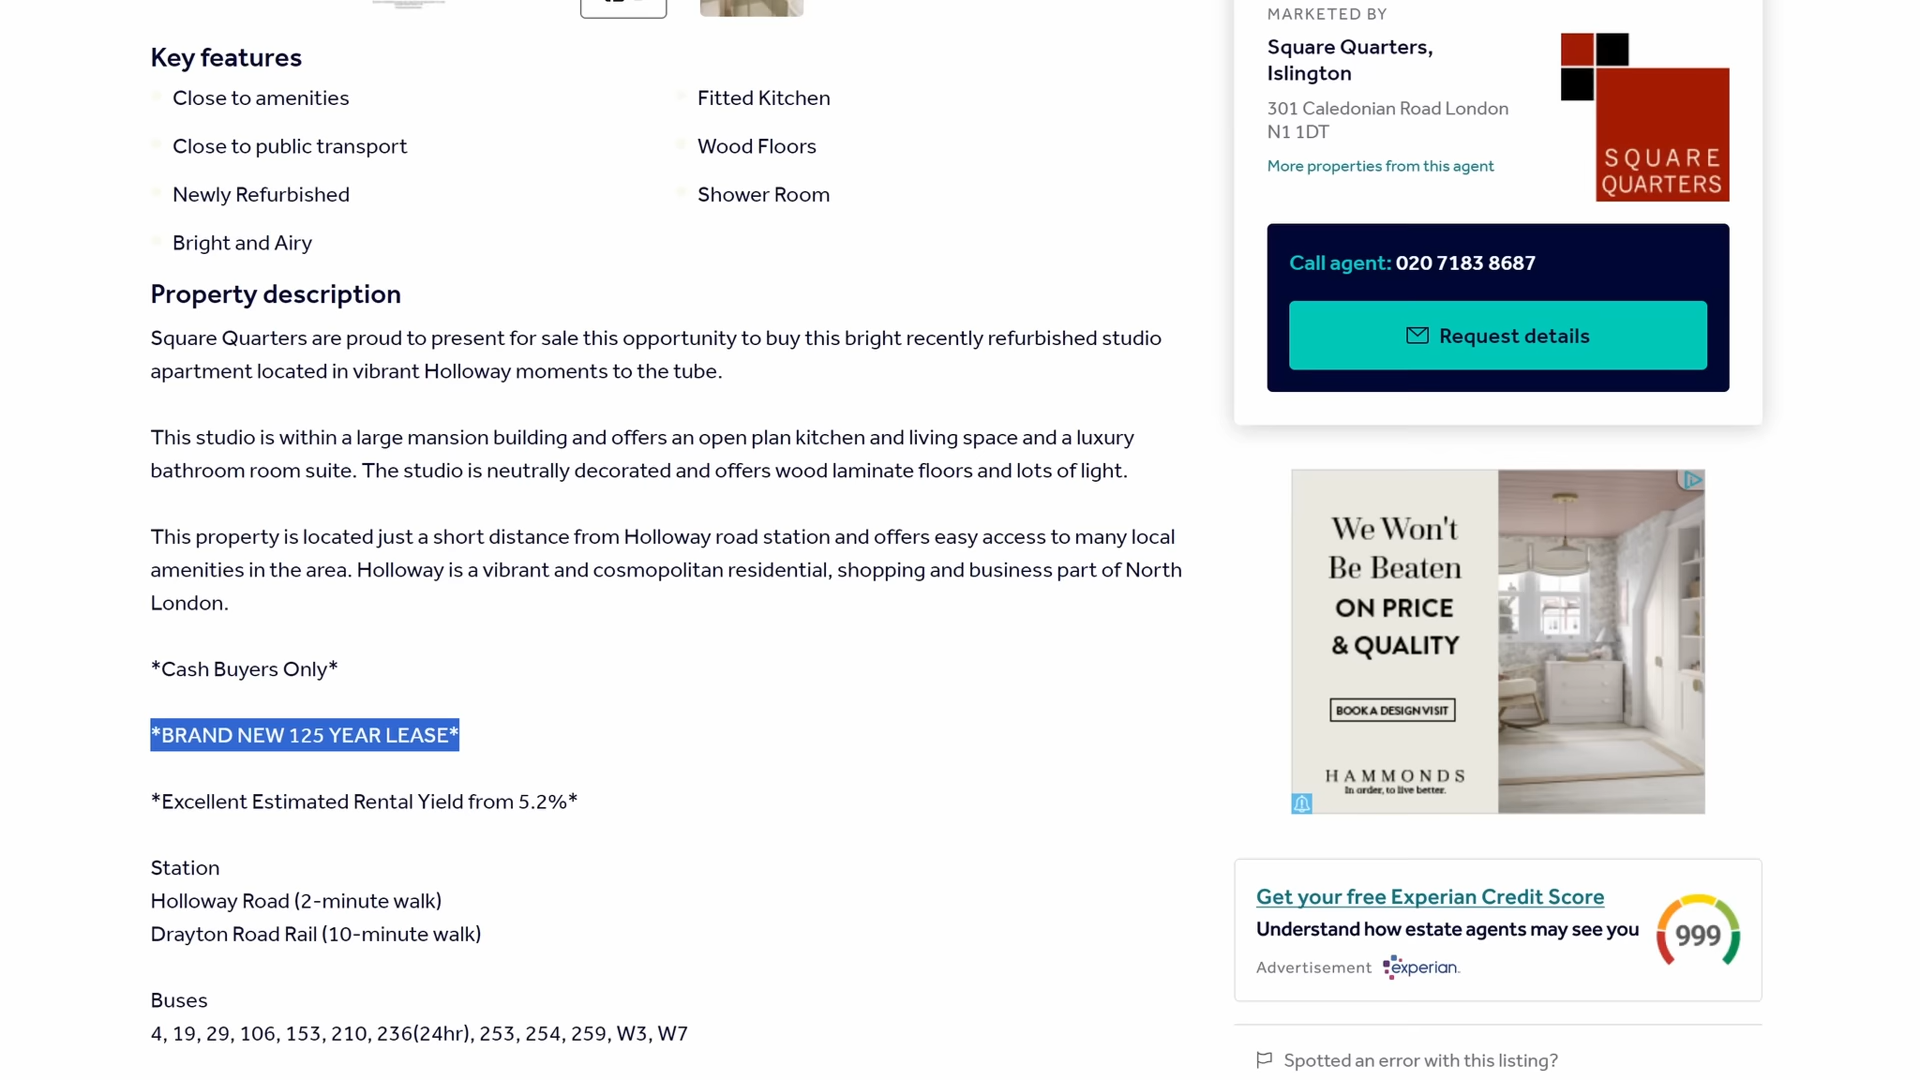 Key features
Close to amenities
Fitted Kitchen
Close to public transport
Wood Floors
Newly Refurbished
Shower Room
Bright and Airy
Property description
Square Quarters are proud to present for sale this opportunity to buy this bright recently refurbished studio
apartment located in vibrant Holloway moments to the tube.
This studio is within a large mansion building and offers an open plan kitchen and living space and a luxury
bathroom room suite. The studio is neutrally decorated and offers wood laminate floors and lots of light.
This property is located just a short distance from Holloway road station and offers easy access to many local
amenities in the area. Holloway is a vibrant and cosmopolitan residential, shopping and business part of North
London.
*Cash Buyers Only*
*BRAND NEW 125 YEAR LEASE*
*Excellent Estimated Rental Yield from 5.2%*
Station
Holloway Road (2-minute walk)
Drayton Road Rail (10-minute walk)
Buses
4, 19, 29, 106, 153, 210, 236(24hr), 253, 254, 259, W3, W7
MARKETED BY
Square Quarters,
Islington
301 Caledonian Road London
N1 1DT
More properties from this agent
SQUARE
QUARTERS
Call agent: 020 7183 8687
Request details
We Won't
Be Beaten
ON PRICE
& QUALITY
BOOK A DESIGN VISIT
HAMMONDS
In order, to live better.
Get your free Experian Credit Score
Understand how estate agents may see you
999
Advertisement experian.
Spotted an error with this listing?